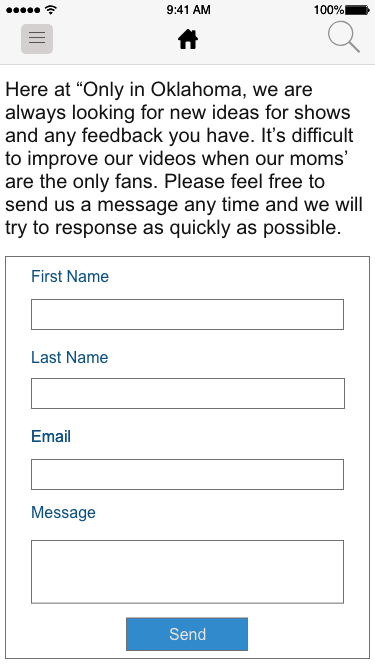 9:41 AM
100%
Here at “Only in Oklahoma, we are
always looking for new ideas for shows
and any feedback you have. It’s difficult
to improve our videos when our moms’
are the only fans. Please feel free to
send us a message any time and we will
try to response as quickly as possible.
First Name
Last Name
Email
Message
Send